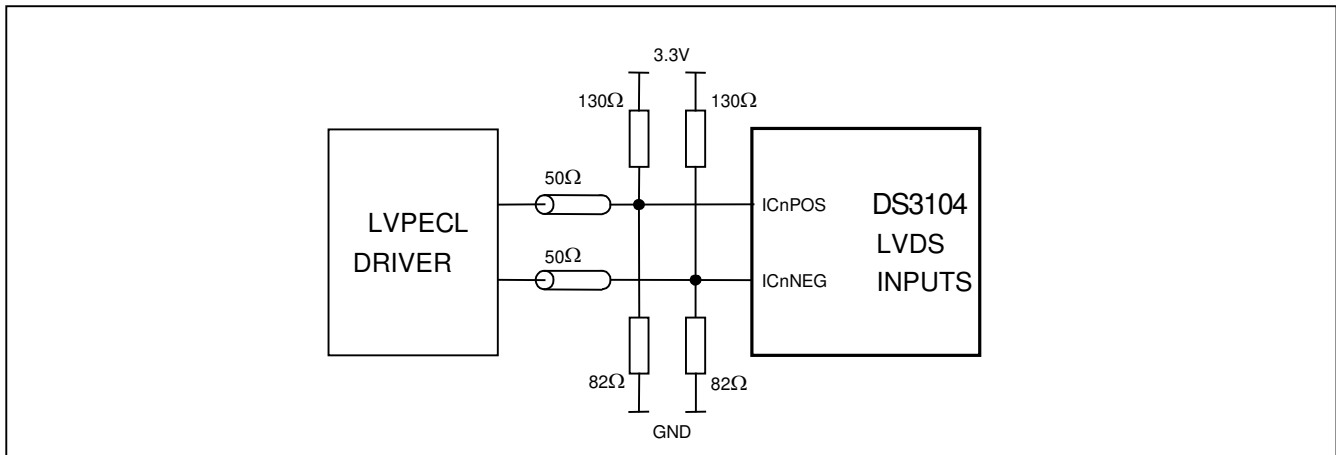 3.3V
130Ω
130Ω
50Ω
50Ω
LVPECL
DRIVER
ICnPOS
ICnNEG
DS3104
LVDS
INPUTS
82Ω
82Ω
GND